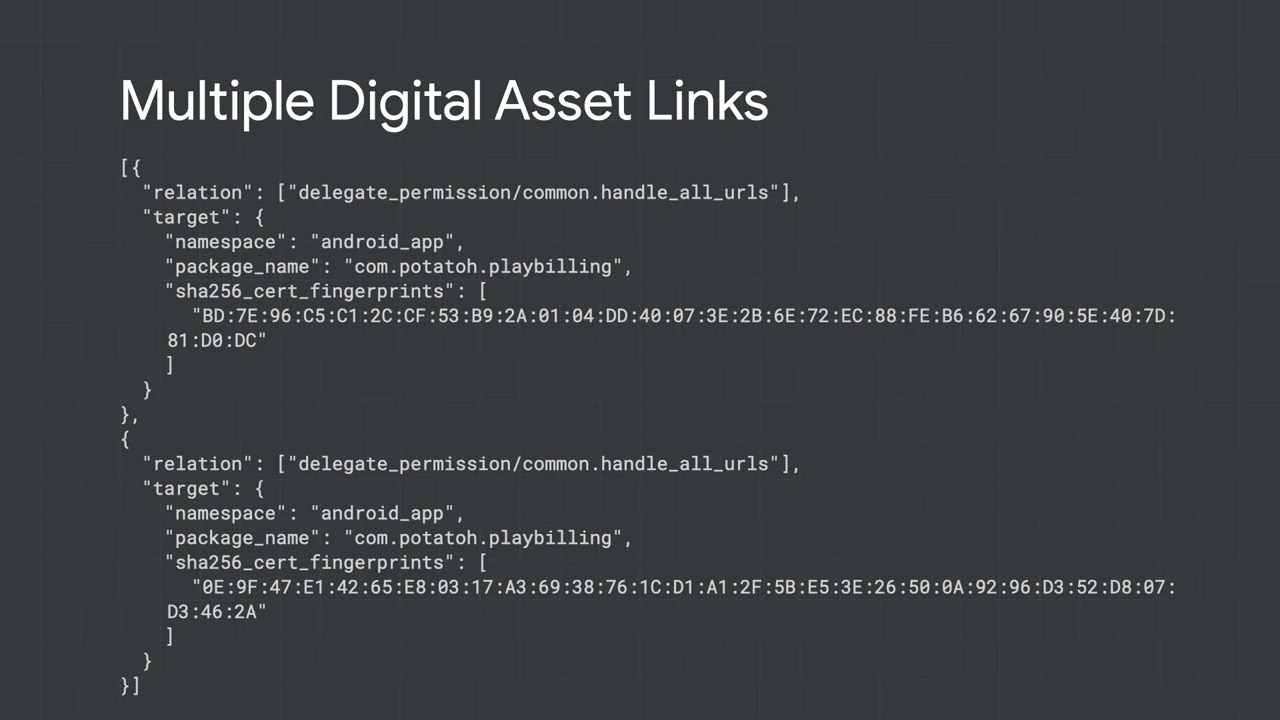 Multiple Digital Asset Links
[{
  "relation": ["delegate_permission/common.handle_all_urls"],
  "target": {
    "namespace": "android_app",
    "package_name": "com.potatoh.playbilling",
    "sha256_cert_fingerprints": [
      "BD:7E:96:C5:C1:2C:CF:53:B9:2A:01:04:DD:40:07:3E:2B:6E:72:EC:88:FE:B6:62:67:90:5E:40:7D:
    81:D0:DC"
    ]
  }
},
{
  "relation": ["delegate_permission/common.handle_all_urls"],
  "target": {
    "namespace": "android_app",
    "package_name": "com.potatoh.playbilling",
    "sha256_cert_fingerprints": [
      "0E:9F:47:E1:42:65:E8:03:17:A3:69:38:76:1C:D1:A1:2F:5B:E5:3E:26:50:0A:92:96:D3:52:D8:07:
    D3:46:2A"
    ]
  }
}]